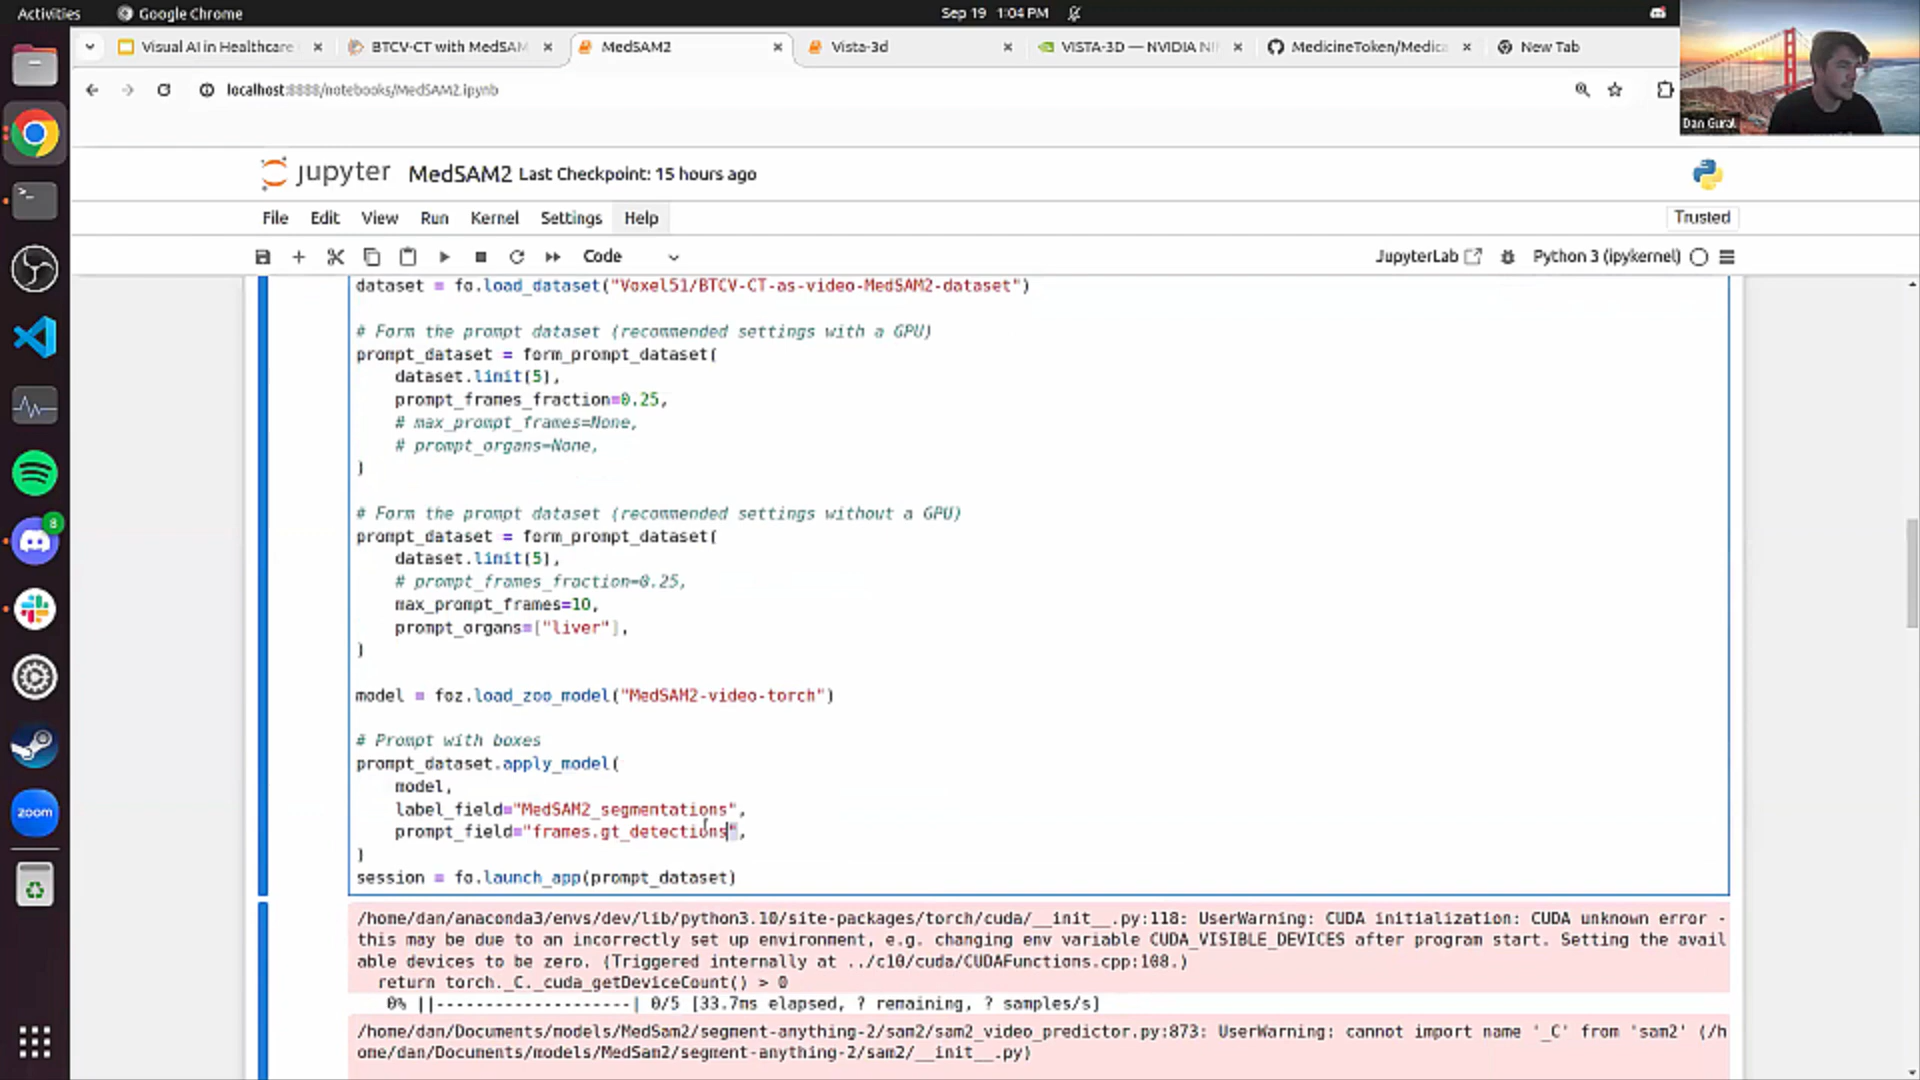 Activities
Google Chrome
Sep 19 1:04 PM
Visual AI in Healthcare
BTCV-CT with MedSAM
MedSAM2
Vista-3d
VISTA-3D — NVIDIA NI
MedicineToken/Medica
New Tab
localhost:8888/notebooks/MedSAM2.ipynb
Dan Gural
jupyter MedSAM2 Last Checkpoint: 15 hours ago
File Edit View Run Kernel Settings Help
Trusted
Code
JupyterLab
Python 3 (ipykernel)
dataset = fo.load_dataset("Voxel51/BTCV-CT-as-video-MedSAM2-dataset")
# Form the prompt dataset (recommended settings with a GPU)
prompt_dataset = form_prompt_dataset(
dataset.limit(5),
prompt_frames_fraction=0.25,
# max_prompt_frames=None,
# prompt_organs=None,
)
# Form the prompt dataset (recommended settings without a GPU)
prompt_dataset = form_prompt_dataset(
dataset.limit(5),
# prompt_frames_fraction=0.25,
max_prompt_frames=10,
prompt_organs=["liver"],
)
model = foz.load_zoo_model("MedSAM2-video-torch")
# Prompt with boxes
prompt_dataset.apply_model(
model,
label_field="MedSAM2_segmentations",
prompt_field="frames.gt_detections",
)
session = fo.launch_app(prompt_dataset)
/home/dan/anaconda3/envs/dev/lib/python3.10/site-packages/torch/cuda/__init__.py:118: UserWarning: CUDA initialization: CUDA unknown error -
this may be due to an incorrectly set up environment, e.g. changing env variable CUDA_VISIBLE_DEVICES after program start. Setting the avail
able devices to be zero. (Triggered internally at ../c10/cuda/CUDAFunctions.cpp:108.)
return torch._C._cuda_getDeviceCount() > 0
0% ||--------------------| 0/5 [33.7ms elapsed, ? remaining, ? samples/s]
/home/dan/Documents/models/MedSam2/segment-anything-2/sam2/sam2_video_predictor.py:873: UserWarning: cannot import name '_C' from 'sam2' (/h
ome/dan/Documents/models/MedSam2/segment-anything-2/sam2/__init__.py)
8
zoom